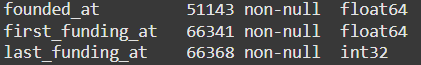 founded_at 51143 non-null float64
first_funding_at 66341 non-null float64
last_funding_at 66368 non-null int32